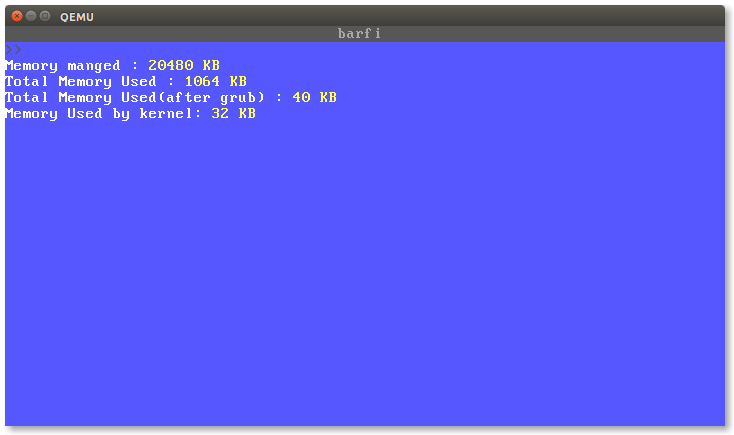 QEMU
barfi
>>
Memory manged : 20480 KB
Total Memory Used : 1064 KB
Total Memory Used(after grub) : 40 KB
Memory Used by kernel: 32 KB